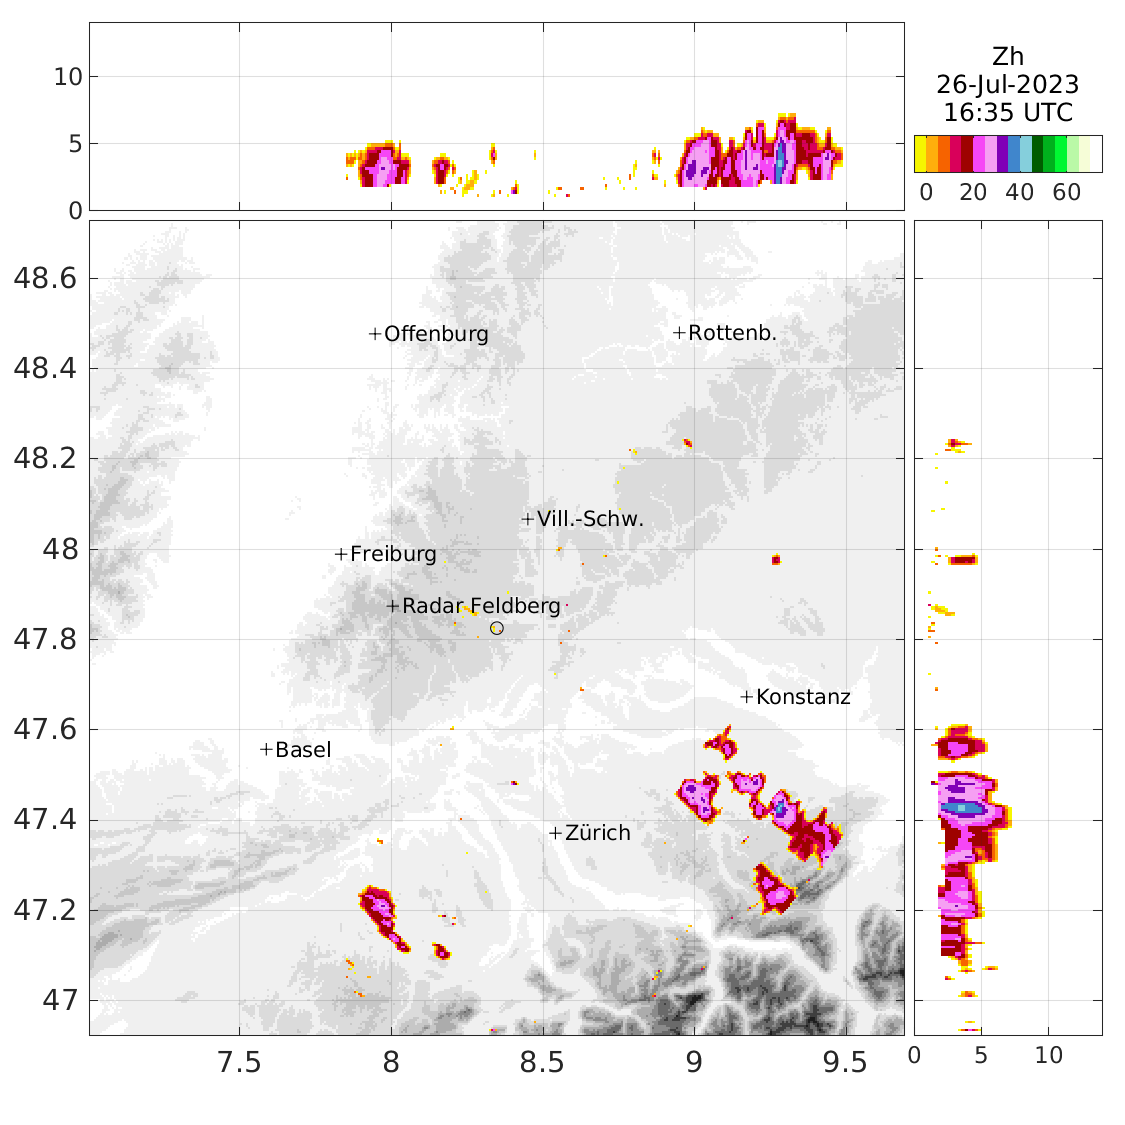 10
5
0
Zh
26-Jul-2023
16:35 UTC
0 20 40 60
48.6
48.4
48.2
48
47.8
47.6
47.4
47.2
47
Offenburg
Rottenb.
Vill.-Schw.
Freiburg
Radar Feldberg
Konstanz
Basel
Zürich
7.5 8 8.5 9 9.5
0 5 10